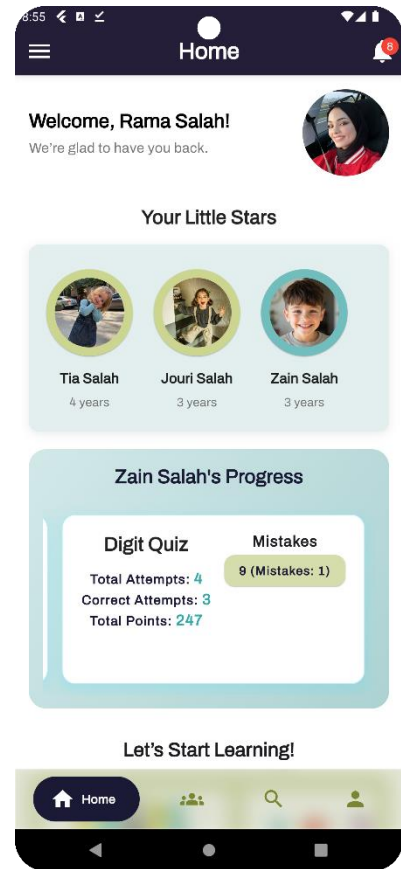 8:55
Home
8
Welcome, Rama Salah!
We're glad to have you back.
Your Little Stars
Tia Salah
Jouri Salah
Zain Salah
4 years
3 years
3 years
Zain Salah's Progress
Digit Quiz
Total Attempts: 4
Correct Attempts: 3
Total Points: 247
Mistakes
9 (Mistakes: 1)
Let's Start Learning!
Home